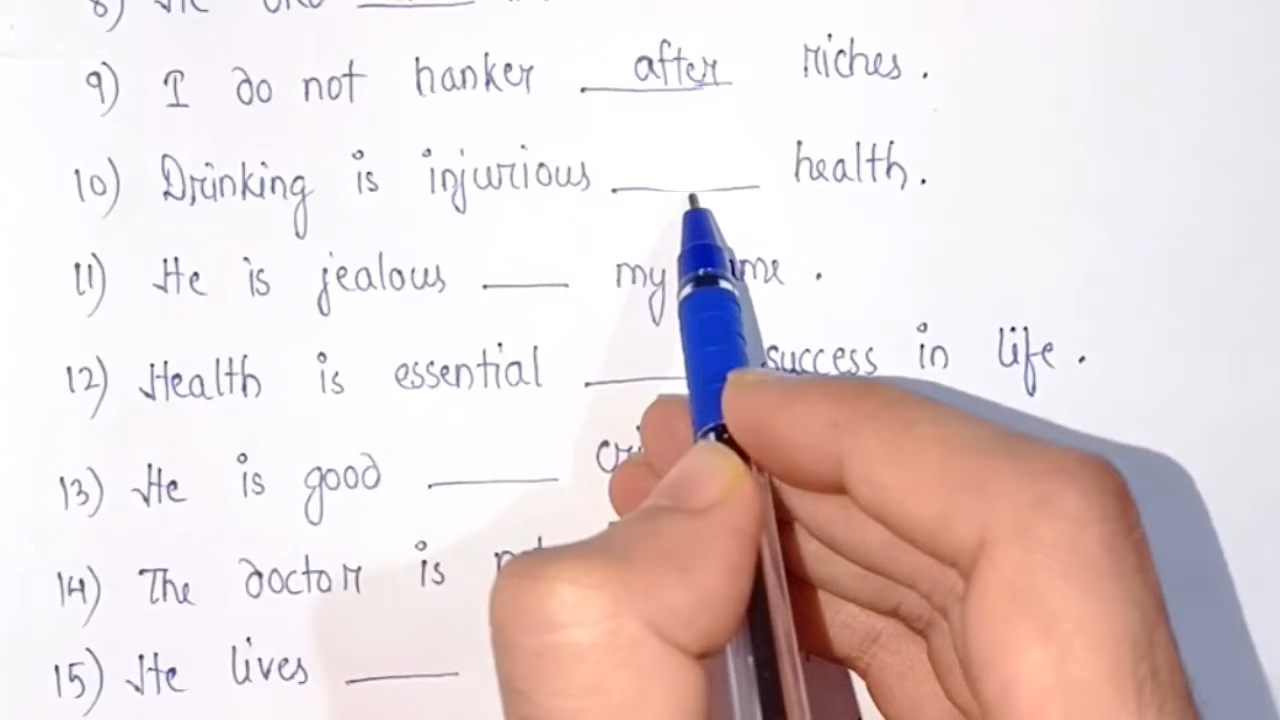 8) He
9) I do not hanker after riches.
10) Drinking is injurious ____ health.
11) He is jealous ____ my
12) Health is essential ____ success in life.
13) He is good ____
14) The doctor is
15) He lives ____